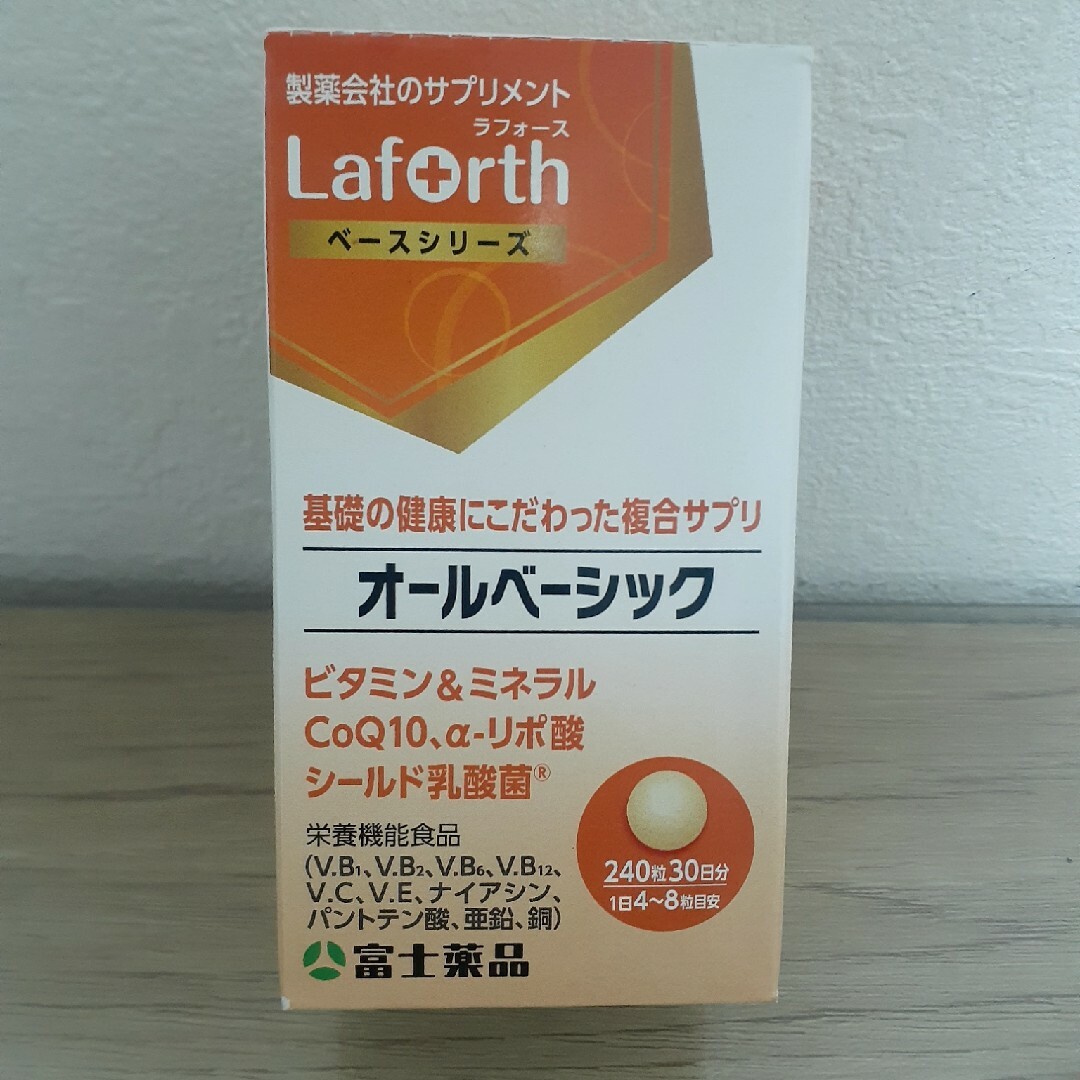 製薬会社のサプリメント
ラフォース
Laforth
ベースシリーズ
基礎の健康にこだわった複合サプリ
オールベーシック
ビタミン&ミネラル
CoQ10、α-リポ酸
シールド乳酸菌®
栄養機能食品
(V.B₁、V.B₂、V.B₆、V.B₁₂、
V.C、V.E、ナイアシン、
パントテン酸、亜鉛、銅)
240粒30日分
1日4〜8粒目安
富士薬品